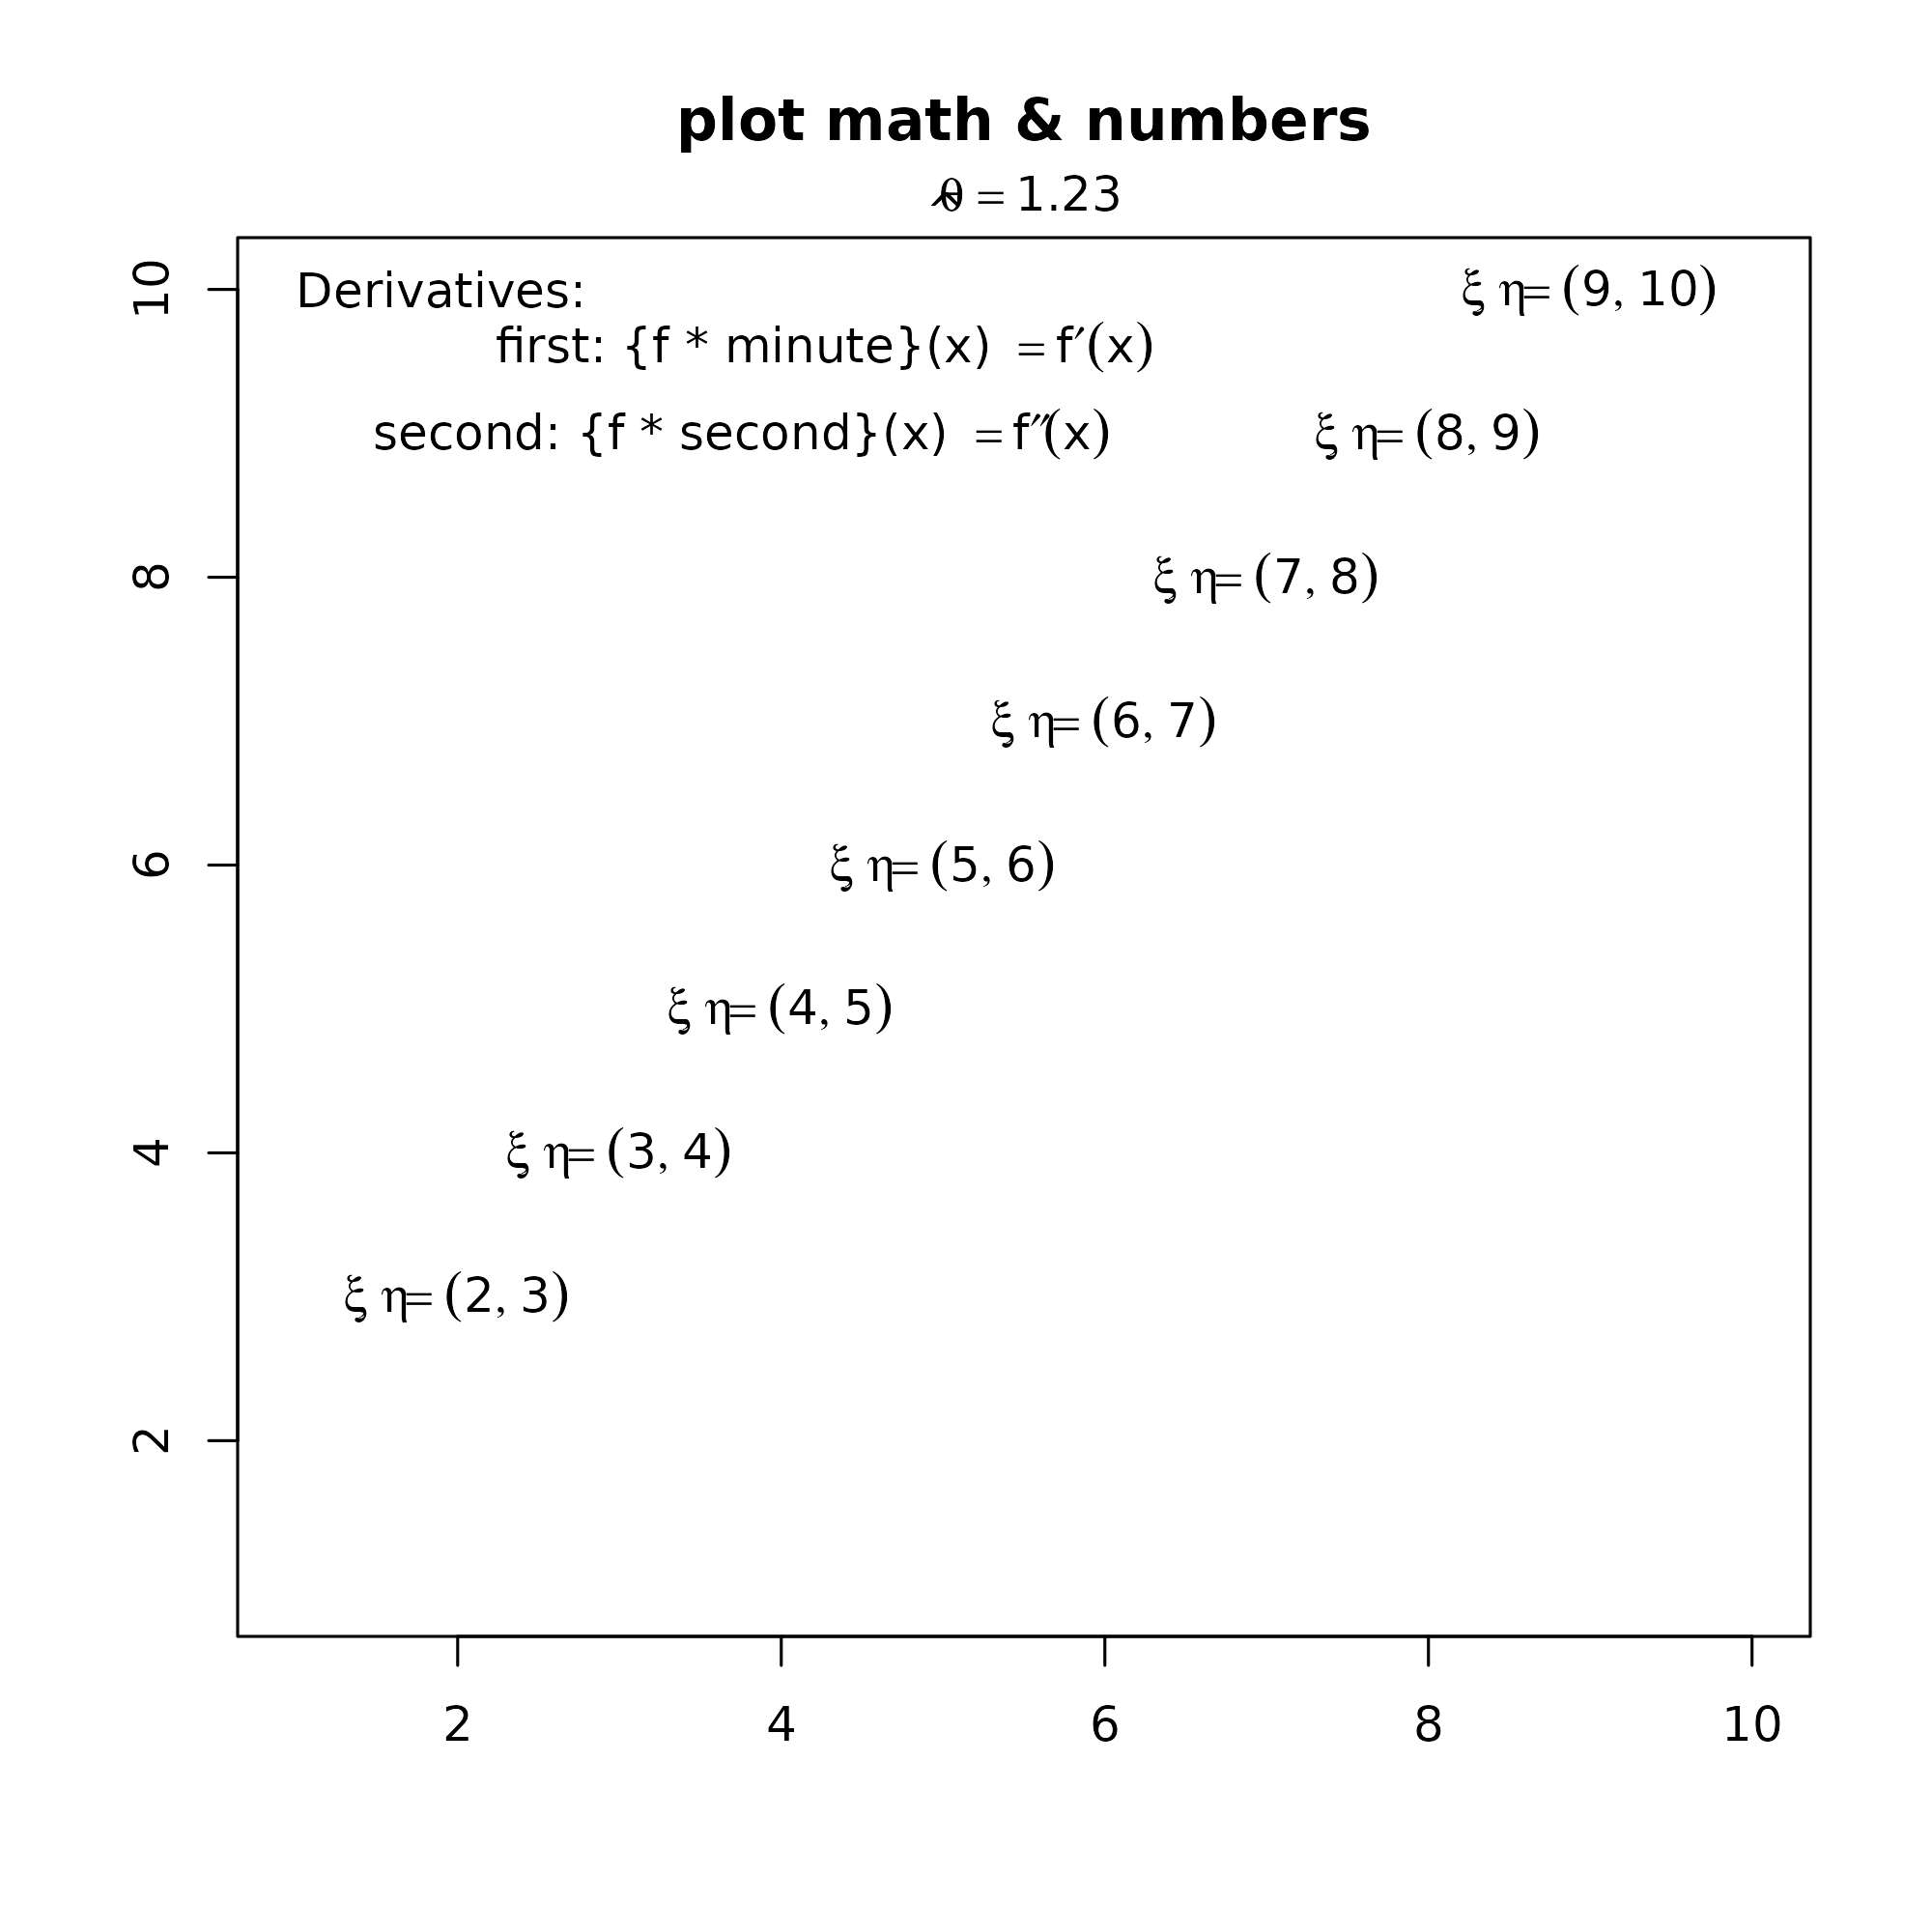 plot math & numbers
θ̂ = 1.23
10 Derivatives: ξ η= (9, 10)
first: {f * minute}(x) = f′(x)
second: {f * second}(x) = f″(x) ξ η= (8, 9)
8 ξ η= (7, 8)
ξ η= (6, 7)
6 ξ η= (5, 6)
ξ η= (4, 5)
4 ξ η= (3, 4)
ξ η= (2, 3)
2
2 4 6 8 10